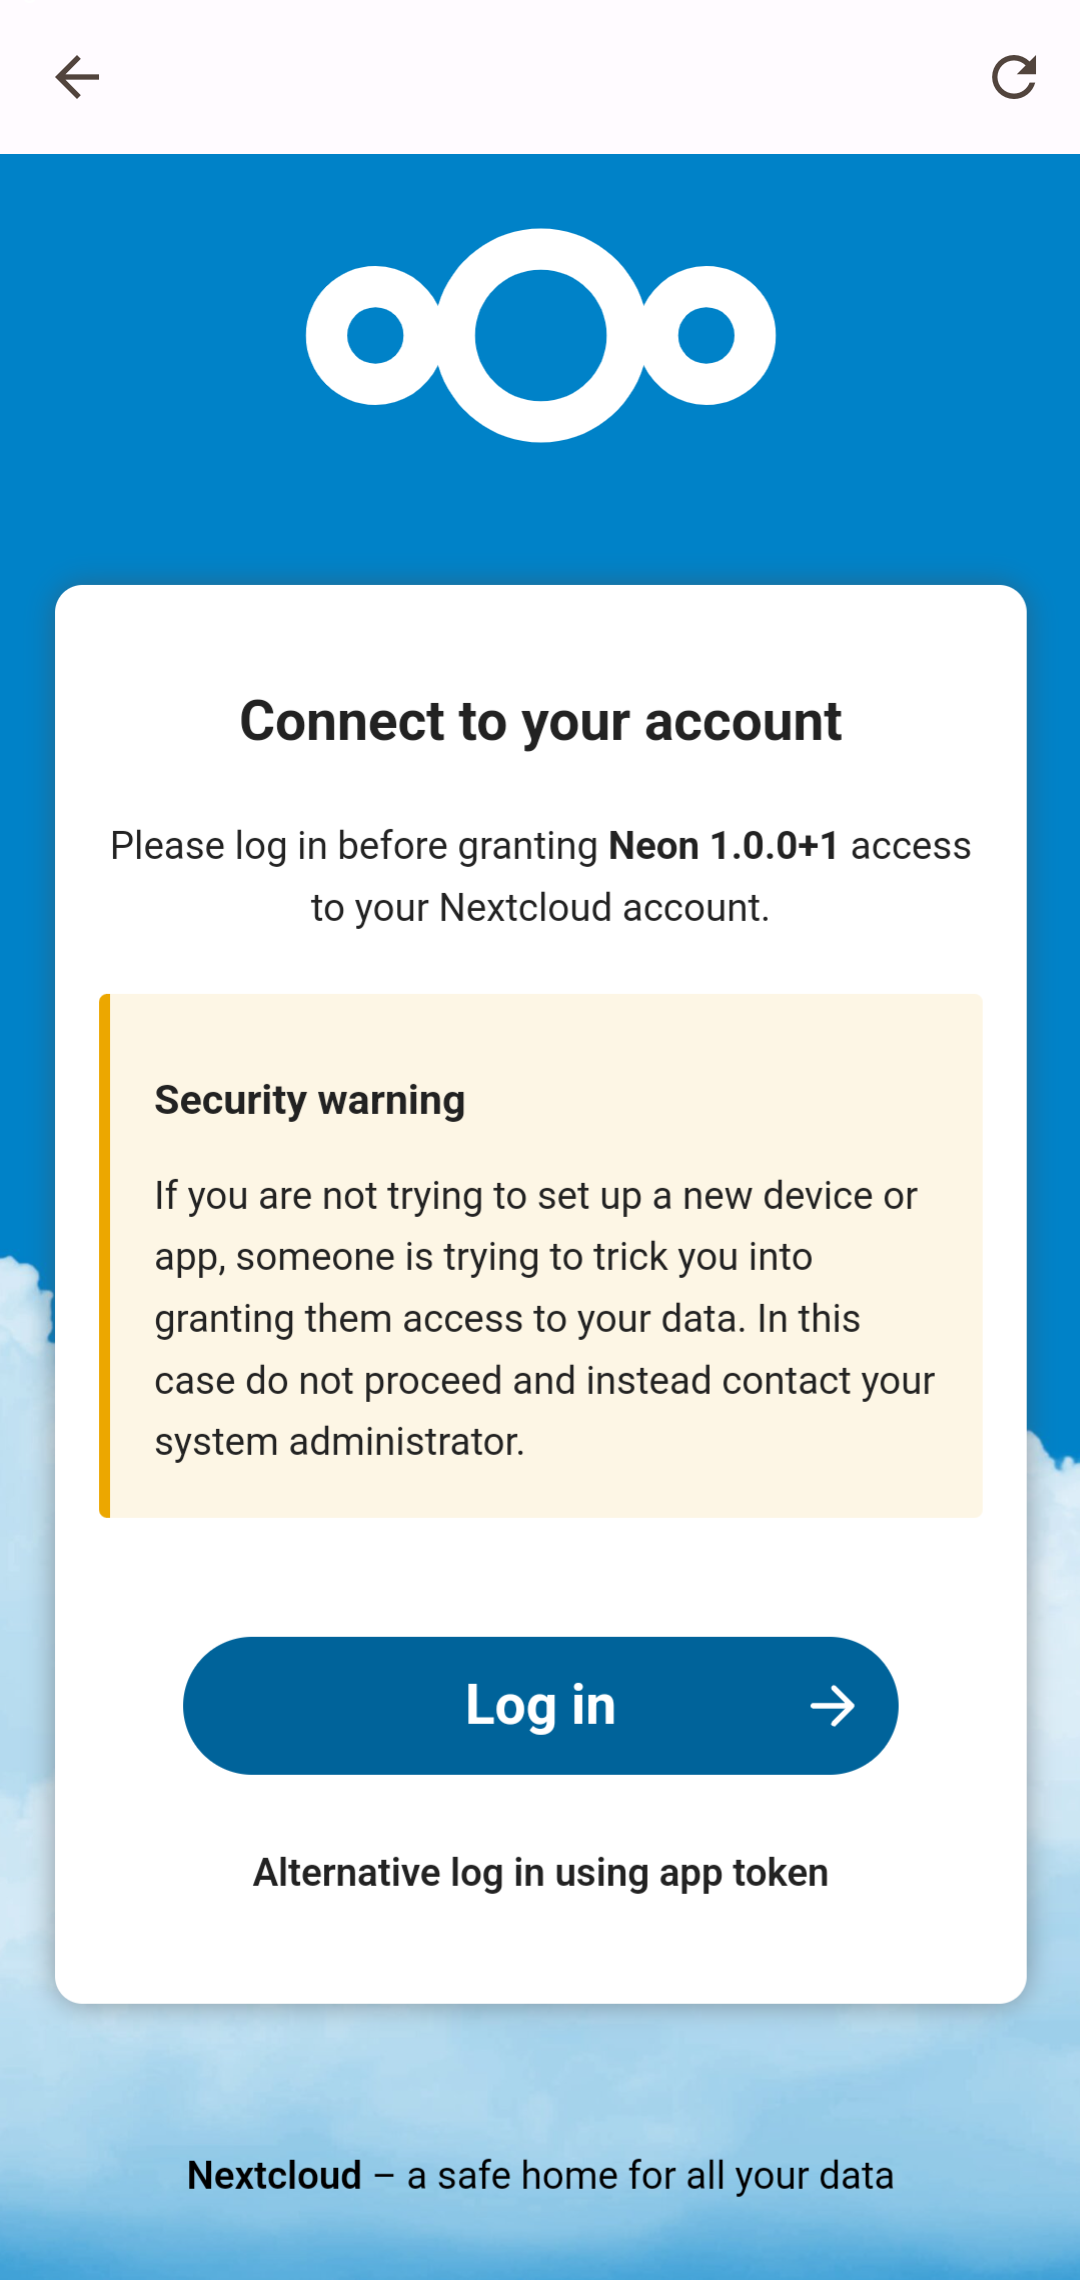 Connect to your account
Please log in before granting Neon 1.0.0+1 access
to your Nextcloud account.
Security warning
If you are not trying to set up a new device or
app, someone is trying to trick you into
granting them access to your data. In this
case do not proceed and instead contact your
system administrator.
Log in
Alternative log in using app token
Nextcloud – a safe home for all your data